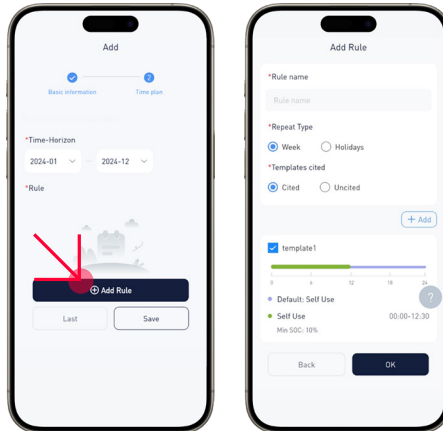 Add
Basic information
Time plan
*Time-Horizon
2024-01 – 2024-12
*Rule
Add Rule
Last
Save
Add Rule
*Rule name
Rule name
*Repeat Type
Week
Holidays
*Templates cited
Cited
Uncited
+ Add
template1
0 6 12 18 24
Default: Self Use
?
Self Use 00:00-12:30
Min SOC: 10%
Back
OK